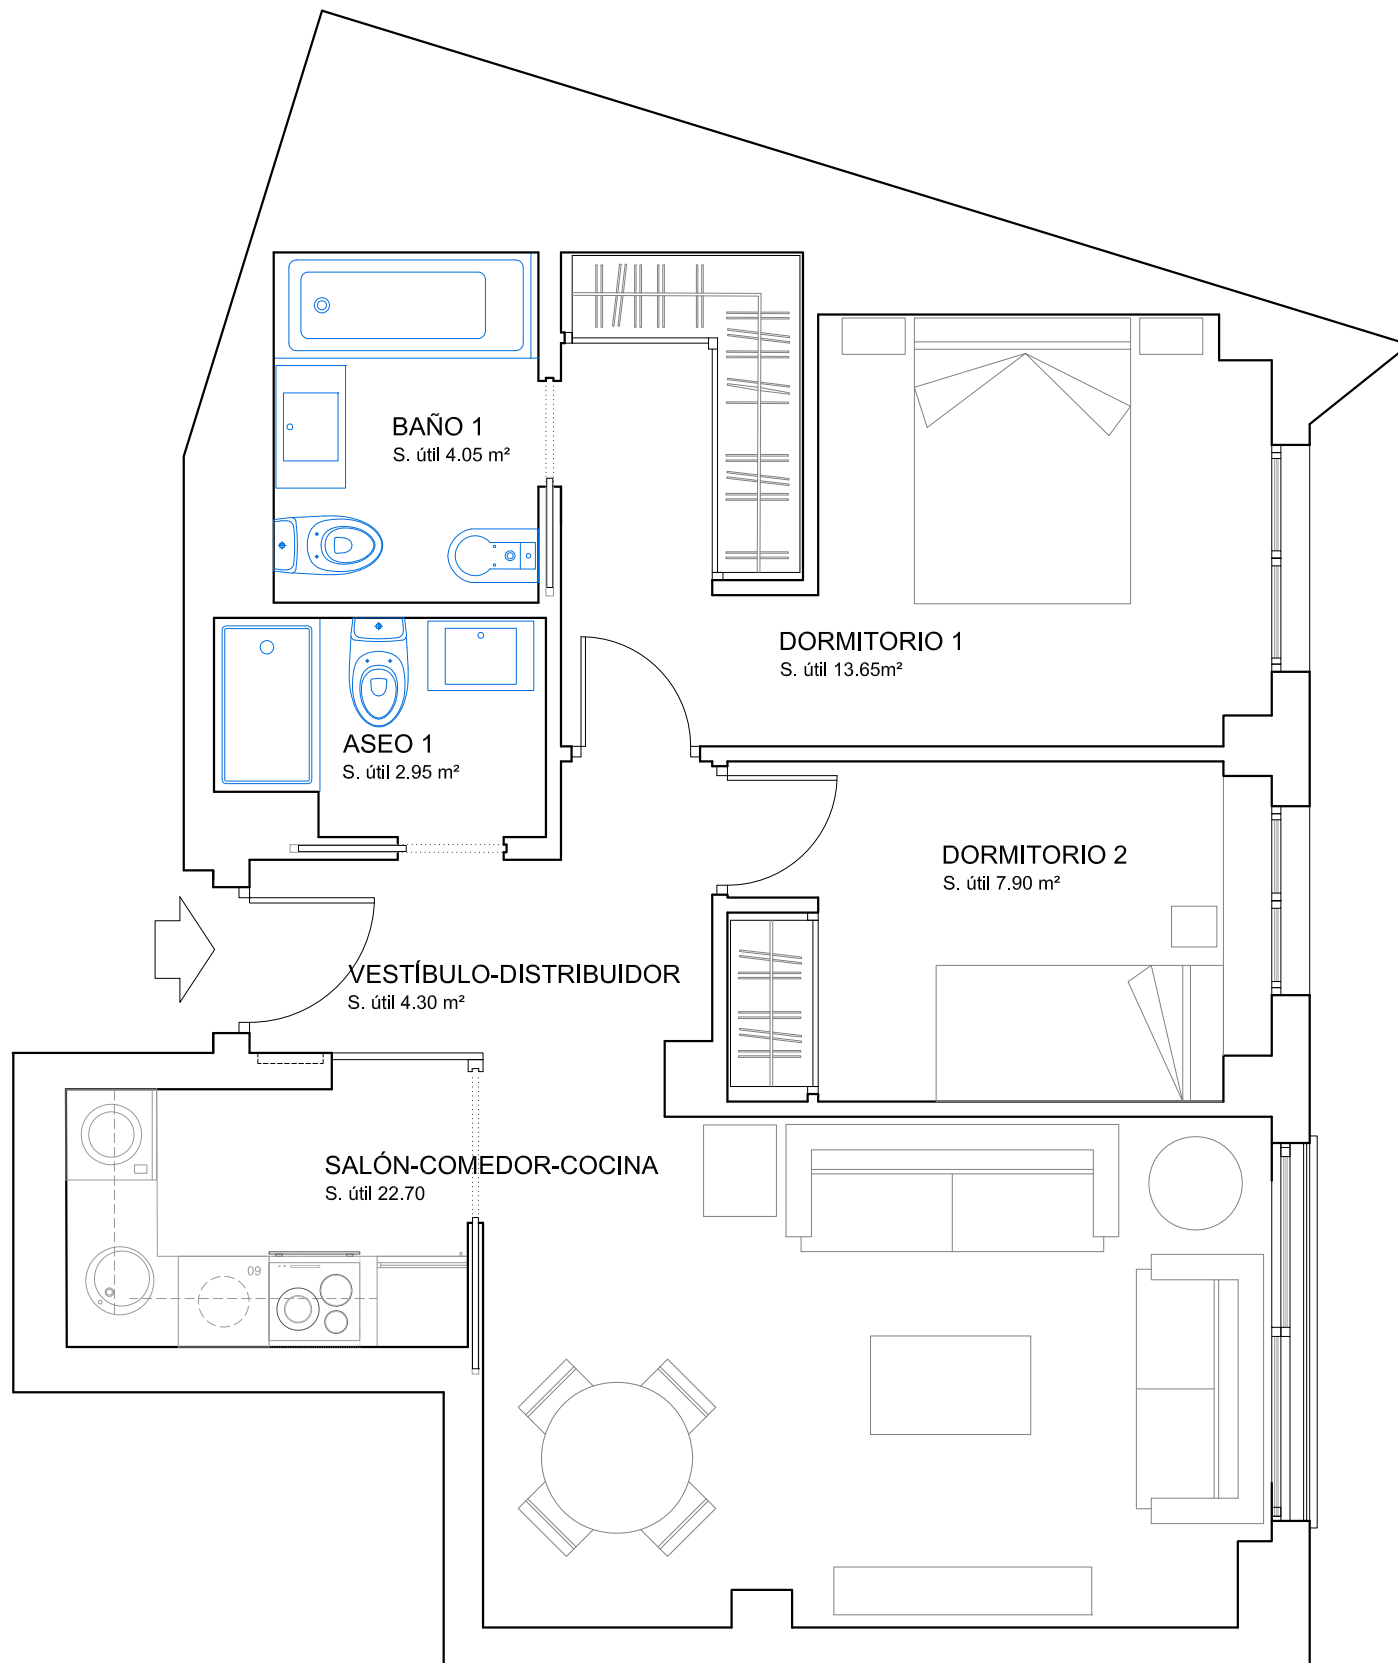 BAÑO 1
S. útil 4.05 m²
DORMITORIO 1
S. útil 13.65m²
ASEO 1
S. útil 2.95 m²
DORMITORIO 2
S. útil 7.90 m²
VESTÍBULO-DISTRIBUIDOR
S. útil 4.30 m²
SALÓN-COMEDOR-COCINA
S. útil 22.70
09